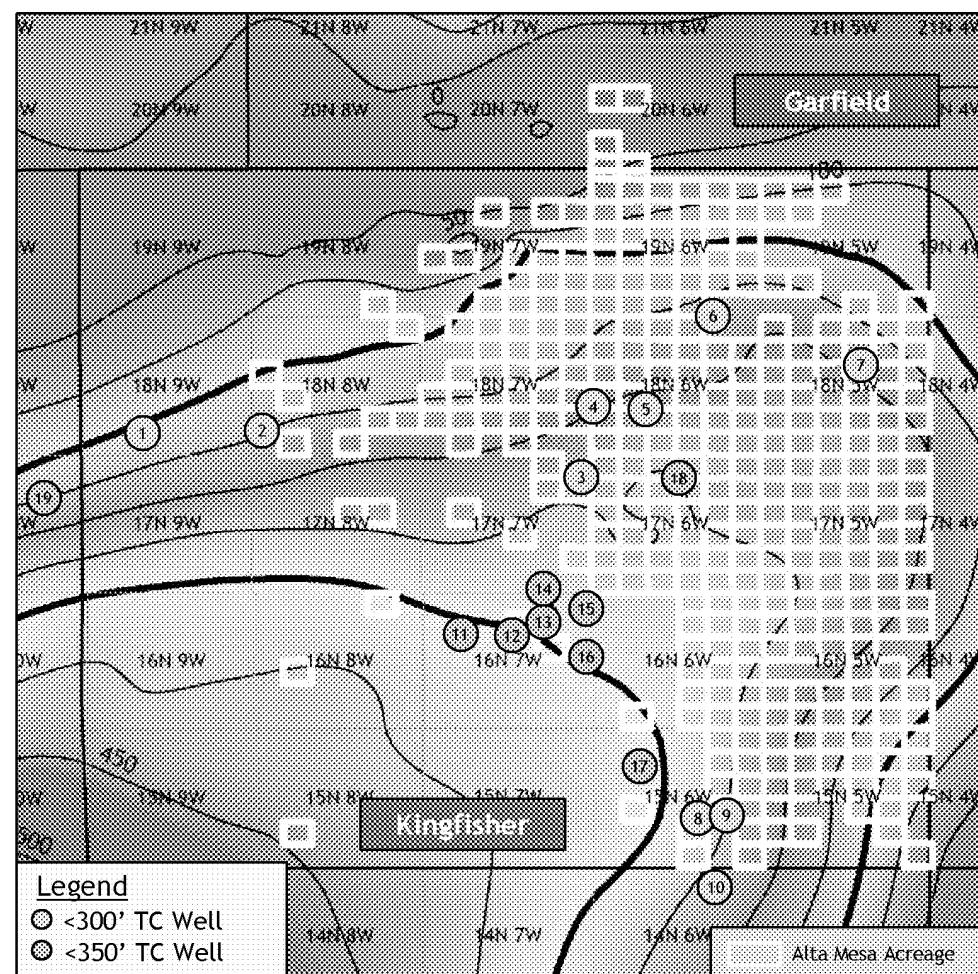 21N 9W 21N 8W 21N 7W 21N 6W 21N 5W 21N 4W
0
20N 9W 20N 8W 20N 7W 20N 6W
Garfield
100
50
19N 9W 19N 8W 19N 7W 19N 6W 19N 5W 19N 4W
6
7
18N 9W 18N 8W 18N 7W 18N 6W 18N 5W 18N 4W
4 5
1 2
3 18
19
17N 9W 17N 8W 17N 7W 17N 6W 17N 5W 17N 4W
14
15
13
11 12
16
16N 9W 16N 8W 16N 7W 16N 6W 16N 5W 16N 4W
450
17
15N 9W 15N 8W 15N 7W 15N 6W 15N 5W 15N 4W
8 9
Kingfisher
500
10
Legend
<300' TC Well
<350' TC Well
14N 8W 14N 7W 14N 6W
Alta Mesa Acreage